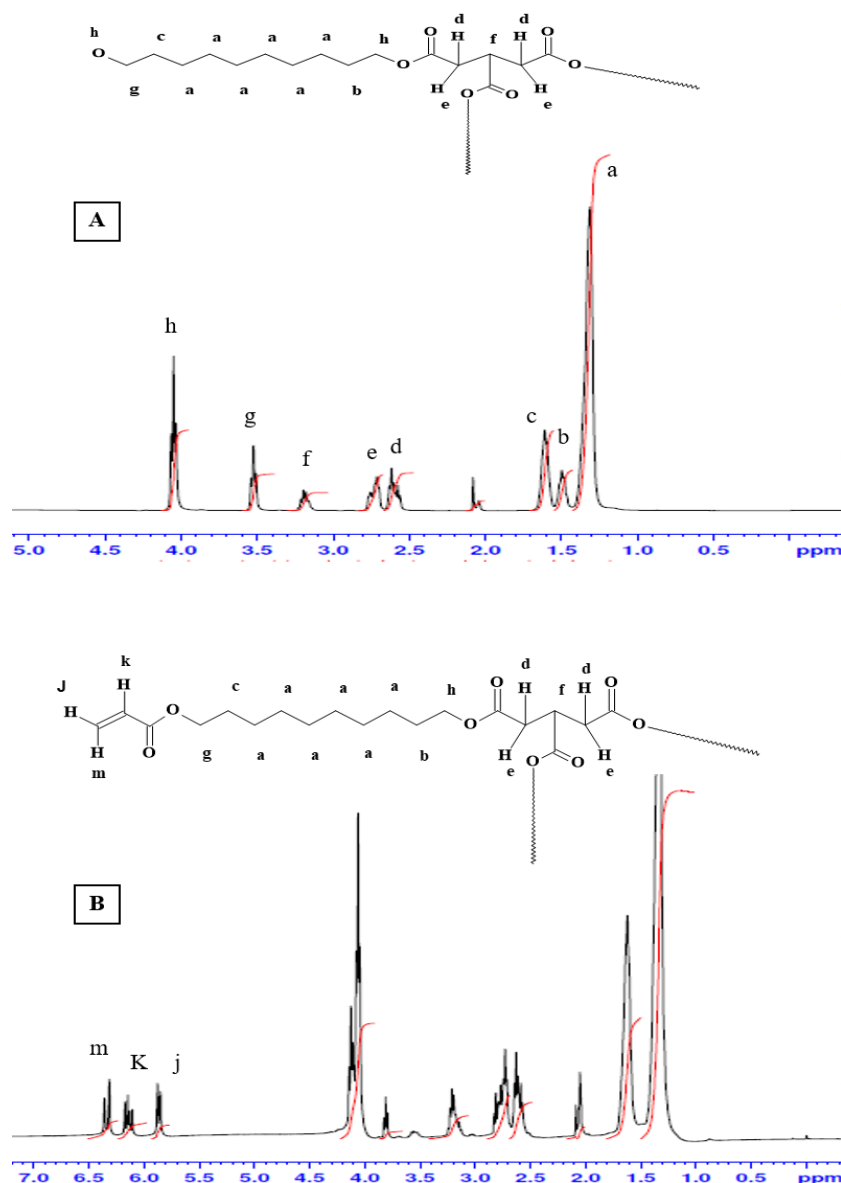 d d
h O H f H O
c a a a h
O O O
g a a a b
H O O H
e e
a
A
h
g
c
f e d b
5.0 4.5 4.0 3.5 3.0 2.5 2.0 1.5 1.0 0.5 ppm
k d d
J H c a a a h O H f H O
H O O O
H O g a a a b H O O H
m e e
B
m K j
7.0 6.5 6.0 5.5 5.0 4.5 4.0 3.5 3.0 2.5 2.0 1.5 1.0 0.5 0.0 ppm